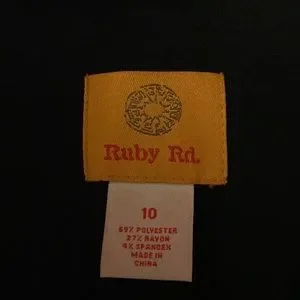 Ruby Rd.
10
69% POLYESTER
27% RAYON
4% SPANDEX
MADE IN
CHINA